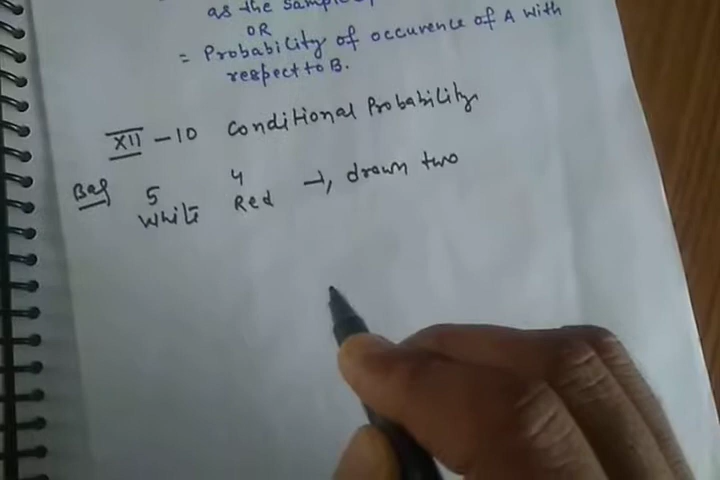 as the sample
OR
= Probability of occurence of A with
respect to B.
XII - 10 Conditional Probability
Bag 5 4 →, drawn two
White Red